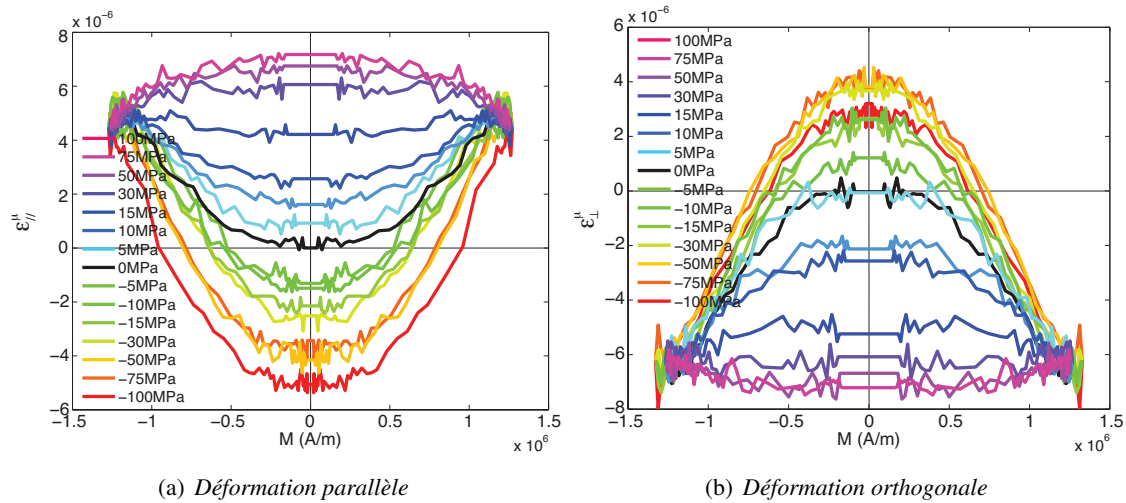 x 10⁻⁶
8
6
4
2
0
−2
−4
−6
ε//μ
100MPa
75MPa
50MPa
30MPa
15MPa
10MPa
5MPa
0MPa
−5MPa
−10MPa
−15MPa
−30MPa
−50MPa
−75MPa
−100MPa
−1.5 −1 −0.5 0 0.5 1 1.5
M (A/m)
x 10⁶
(a) Déformation parallèle
x 10⁻⁶
6
4
2
0
−2
−4
−6
−8
ε⊥μ
100MPa
75MPa
50MPa
30MPa
15MPa
10MPa
5MPa
0MPa
−5MPa
−10MPa
−15MPa
−30MPa
−50MPa
−75MPa
−100MPa
−1.5 −1 −0.5 0 0.5 1 1.5
M (A/m)
x 10⁶
(b) Déformation orthogonale